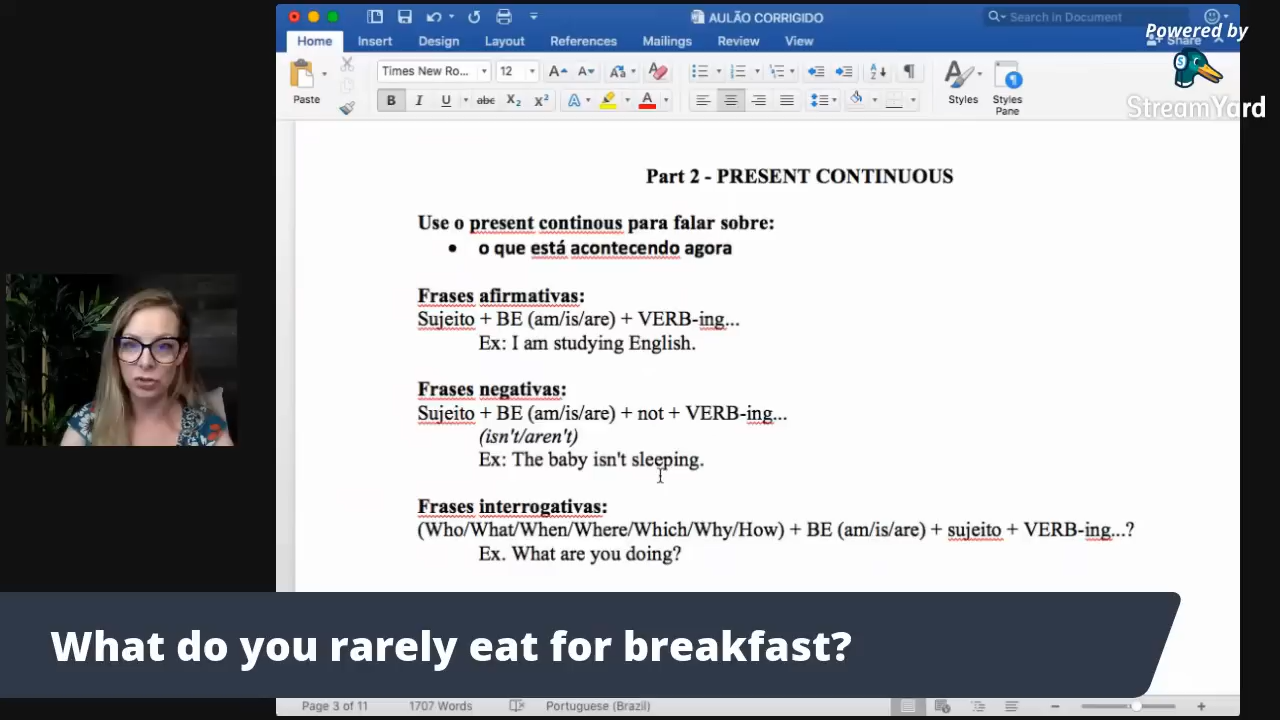 AULÃO CORRIGIDO
Search in Document
Powered by
Home Insert Design Layout References Mailings Review View
Share
StreamYard
Paste
Times New Ro...
12
Styles
Styles Pane
Part 2 - PRESENT CONTINUOUS
Use o present continous para falar sobre:
• o que está acontecendo agora
Frases afirmativas:
Sujeito + BE (am/is/are) + VERB-ing...
Ex: I am studying English.
Frases negativas:
Sujeito + BE (am/is/are) + not + VERB-ing...
(isn't/aren't)
Ex: The baby isn't sleeping.
Frases interrogativas:
(Who/What/When/Where/Which/Why/How) + BE (am/is/are) + sujeito + VERB-ing...?
Ex. What are you doing?
What do you rarely eat for breakfast?
Page 3 of 11 1707 Words Portuguese (Brazil)